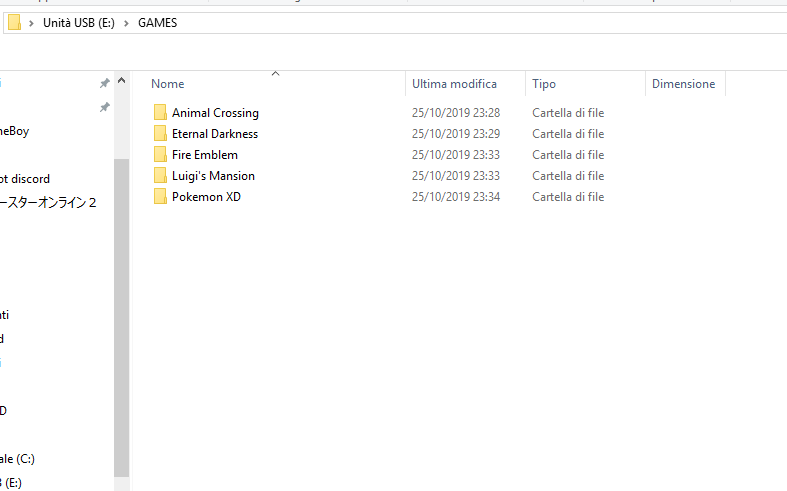 Unità USB (E:) > GAMES
Nome Ultima modifica Tipo Dimensione
Animal Crossing 25/10/2019 23:28 Cartella di file
neBoy
Eternal Darkness 25/10/2019 23:29 Cartella di file
Fire Emblem 25/10/2019 23:33 Cartella di file
ot discord
Luigi's Mansion 25/10/2019 23:33 Cartella di file
ースターオンライン2
Pokemon XD 25/10/2019 23:34 Cartella di file
nti
d
D
ale (C:)
(E:)